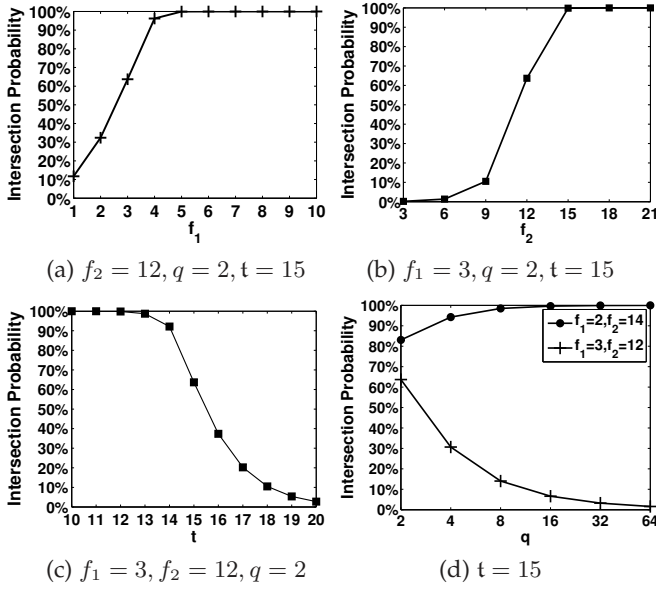 Intersection Probability
100%
90%
80%
70%
60%
50%
40%
30%
20%
10%
0%
1 2 3 4 5 6 7 8 9 10
f1
(a) f2 = 12, q = 2, t = 15
Intersection Probability
100%
90%
80%
70%
60%
50%
40%
30%
20%
10%
0%
3 6 9 12 15 18 21
f2
(b) f1 = 3, q = 2, t = 15
Intersection Probability
100%
90%
80%
70%
60%
50%
40%
30%
20%
10%
0%
10 11 12 13 14 15 16 17 18 19 20
t
(c) f1 = 3, f2 = 12, q = 2
Intersection Probability
100%
90%
80%
70%
60%
50%
40%
30%
20%
10%
0%
f1=2,f2=14
f1=3,f2=12
2 4 8 16 32 64
q
(d) t = 15